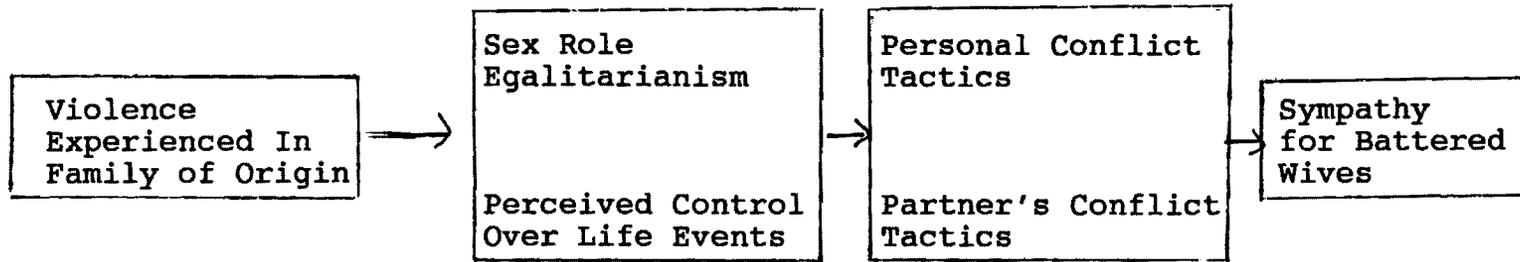 Violence
Experienced In
Family of Origin
Sex Role
Egalitarianism
Perceived Control
Over Life Events
Personal Conflict
Tactics
Partner's Conflict
Tactics
Sympathy
for Battered
Wives